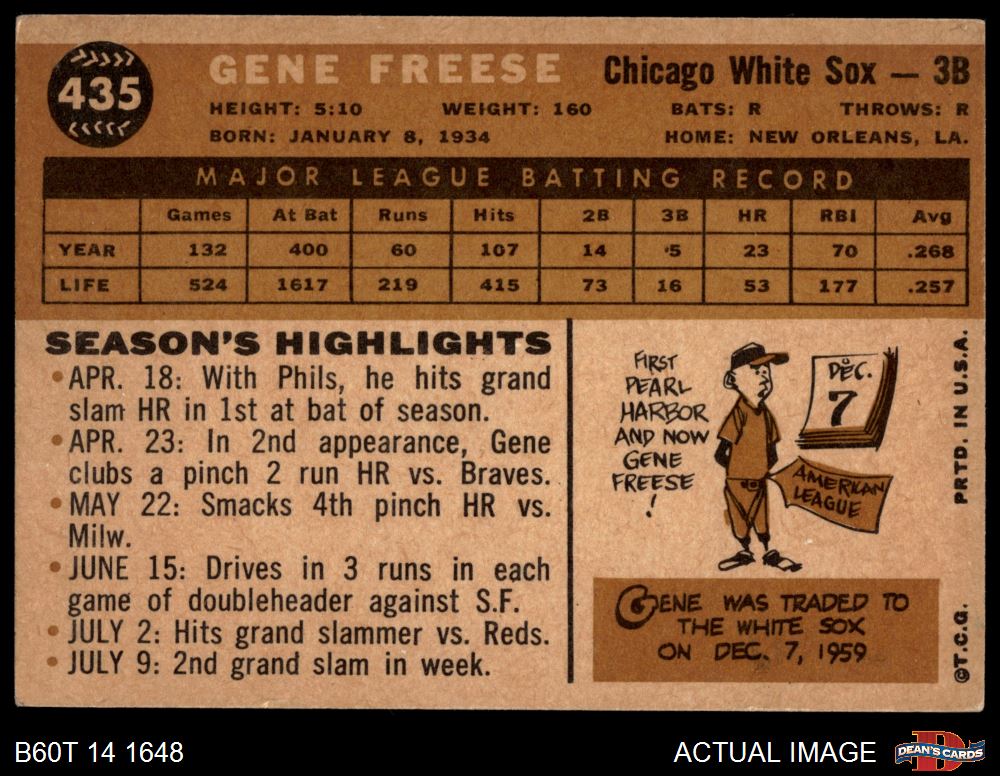 435
GENE FREESE
Chicago White Sox — 3B
HEIGHT: 5:10 WEIGHT: 160 BATS: R THROWS: R
BORN: JANUARY 8, 1934 HOME: NEW ORLEANS, LA.
MAJOR LEAGUE BATTING RECORD
Games At Bat Runs Hits 2B 3B HR RBI Avg
YEAR 132 400 60 107 14 5 23 70 .268
LIFE 524 1617 219 415 73 16 53 177 .257
SEASON'S HIGHLIGHTS
• APR. 18: With Phils, he hits grand
slam HR in 1st at bat of season.
• APR. 23: In 2nd appearance, Gene
clubs a pinch 2 run HR vs. Braves.
• MAY 22: Smacks 4th pinch HR vs.
Milw.
• JUNE 15: Drives in 3 runs in each
game of doubleheader against S.F.
• JULY 2: Hits grand slammer vs. Reds.
• JULY 9: 2nd grand slam in week.
FIRST
PEARL
HARBOR
AND NOW
GENE
FREESE
!
DEC.
7
AMERICAN
LEAGUE
GENE WAS TRADED TO
THE WHITE SOX
ON DEC. 7, 1959
PRTD. IN U.S.A.
©T.C.G.
B60T 14 1648
ACTUAL IMAGE
DEAN'S CARDS